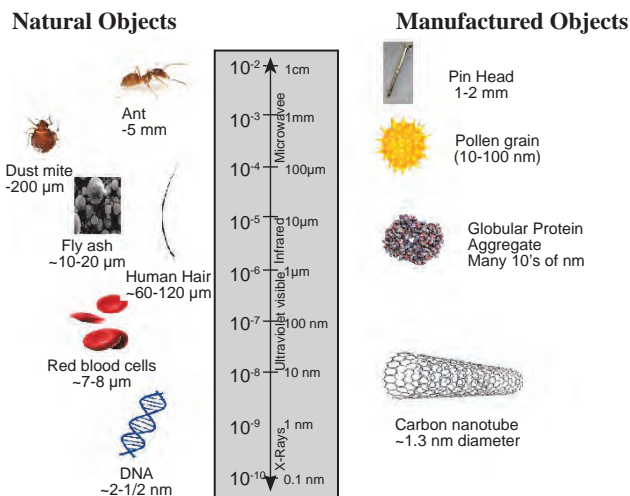 Natural Objects
Ant
-5 mm
Dust mite
-200 µm
Fly ash
~10-20 µm
Human Hair
~60-120 µm
Red blood cells
~7-8 µm
DNA
~2-1/2 nm
10-2 1cm
10-3 1mm
10-4 100µm
10-5 10µm
10-6 1µm
10-7 100 nm
10-8 10 nm
10-9 1 nm
10-10 0.1 nm
Microwavee
Infrared
Ultraviolet visible
X-Rays
Manufactured Objects
Pin Head
1-2 mm
Pollen grain
(10-100 nm)
Globular Protein
Aggregate
Many 10's of nm
Carbon nanotube
~1.3 nm diameter